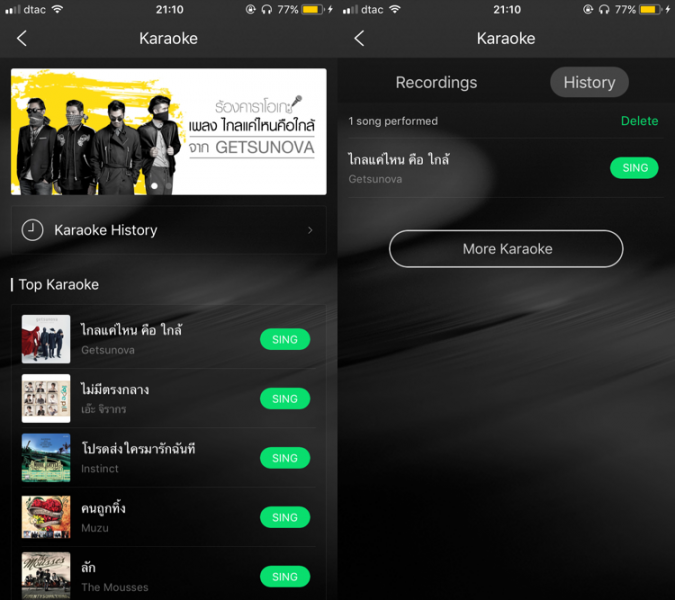 dtac 21:10 77%
Karaoke
ร้องคาราโอเกะ
เพลง ไกลแค่ไหนคือใกล้
จาก GETSUNOVA
Karaoke History
Top Karaoke
ไกลแค่ไหน คือ ใกล้
Getsunova
SING
ไม่มีตรงกลาง
เอ๊ะ จิรากร
SING
โปรดส่งใครมารักฉันที
Instinct
SING
คนถูกทิ้ง
Muzu
SING
ลัก
The Mousses
SING
dtac 21:10 77%
Karaoke
Recordings History
1 song performed Delete
ไกลแค่ไหน คือ ใกล้
Getsunova
SING
More Karaoke